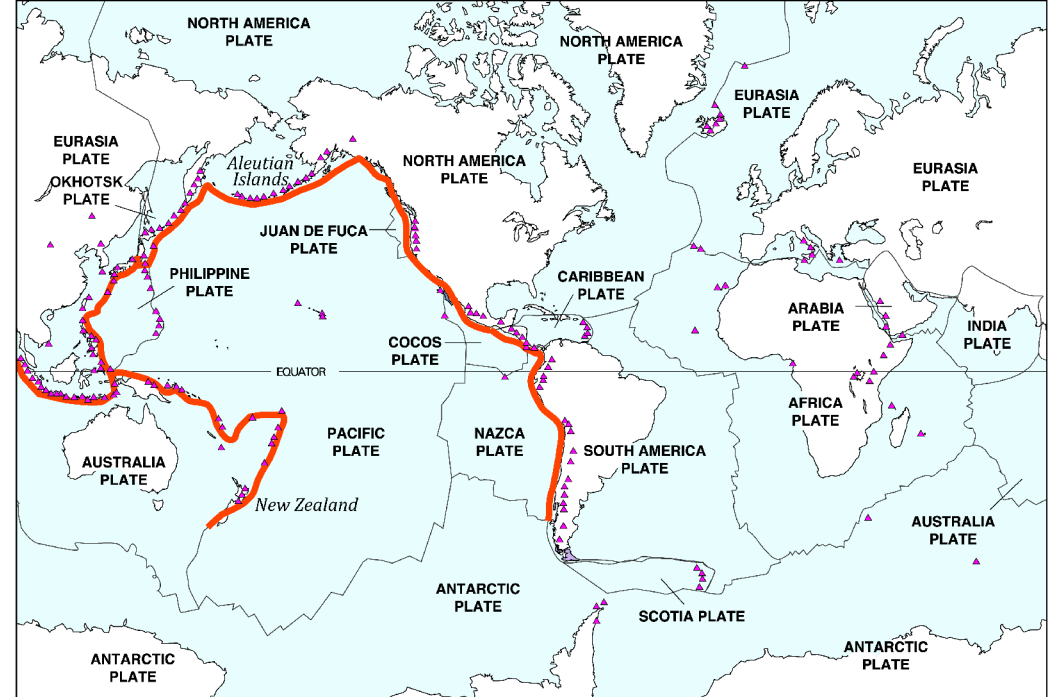 NORTH AMERICA
PLATE
NORTH AMERICA
PLATE
EURASIA
PLATE
EURASIA
PLATE
OKHOTSK
PLATE
Aleutian
Islands
NORTH AMERICA
PLATE
EURASIA
PLATE
JUAN DE FUCA
PLATE
PHILIPPINE
PLATE
CARIBBEAN
PLATE
ARABIA
PLATE
INDIA
PLATE
COCOS
PLATE
EQUATOR
AFRICA
PLATE
PACIFIC
PLATE
NAZCA
PLATE
SOUTH AMERICA
PLATE
AUSTRALIA
PLATE
New Zealand
AUSTRALIA
PLATE
ANTARCTIC
PLATE
SCOTIA PLATE
ANTARCTIC
PLATE
ANTARCTIC
PLATE